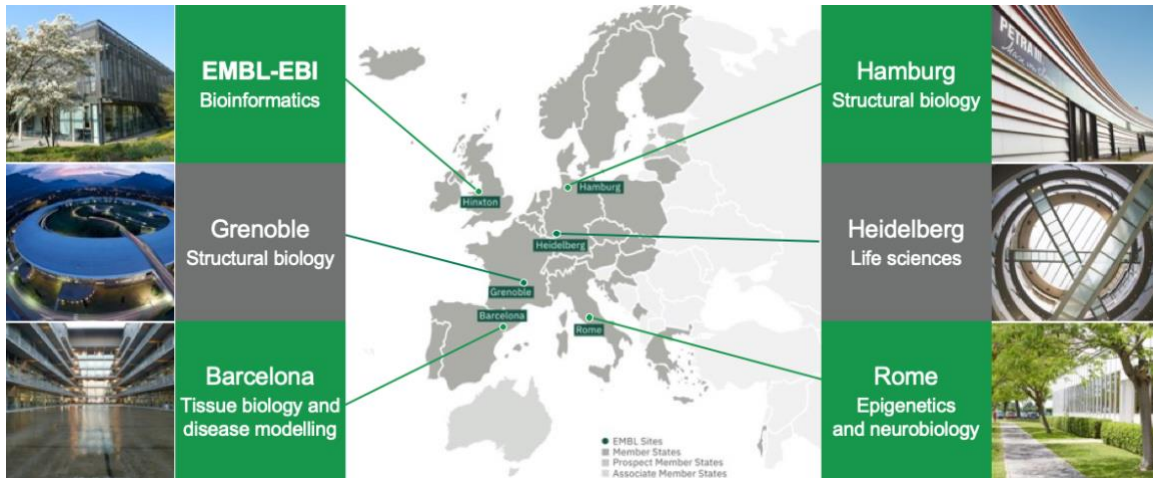 EMBL-EBI
Bioinformatics
Grenoble
Structural biology
Barcelona
Tissue biology and
disease modelling
Hinxton
Hamburg
Heidelberg
Grenoble
Barcelona
Rome
EMBL Sites
Member States
Prospect Member States
Associate Member States
Hamburg
Structural biology
Heidelberg
Life sciences
Rome
Epigenetics
and neurobiology
PETRA III